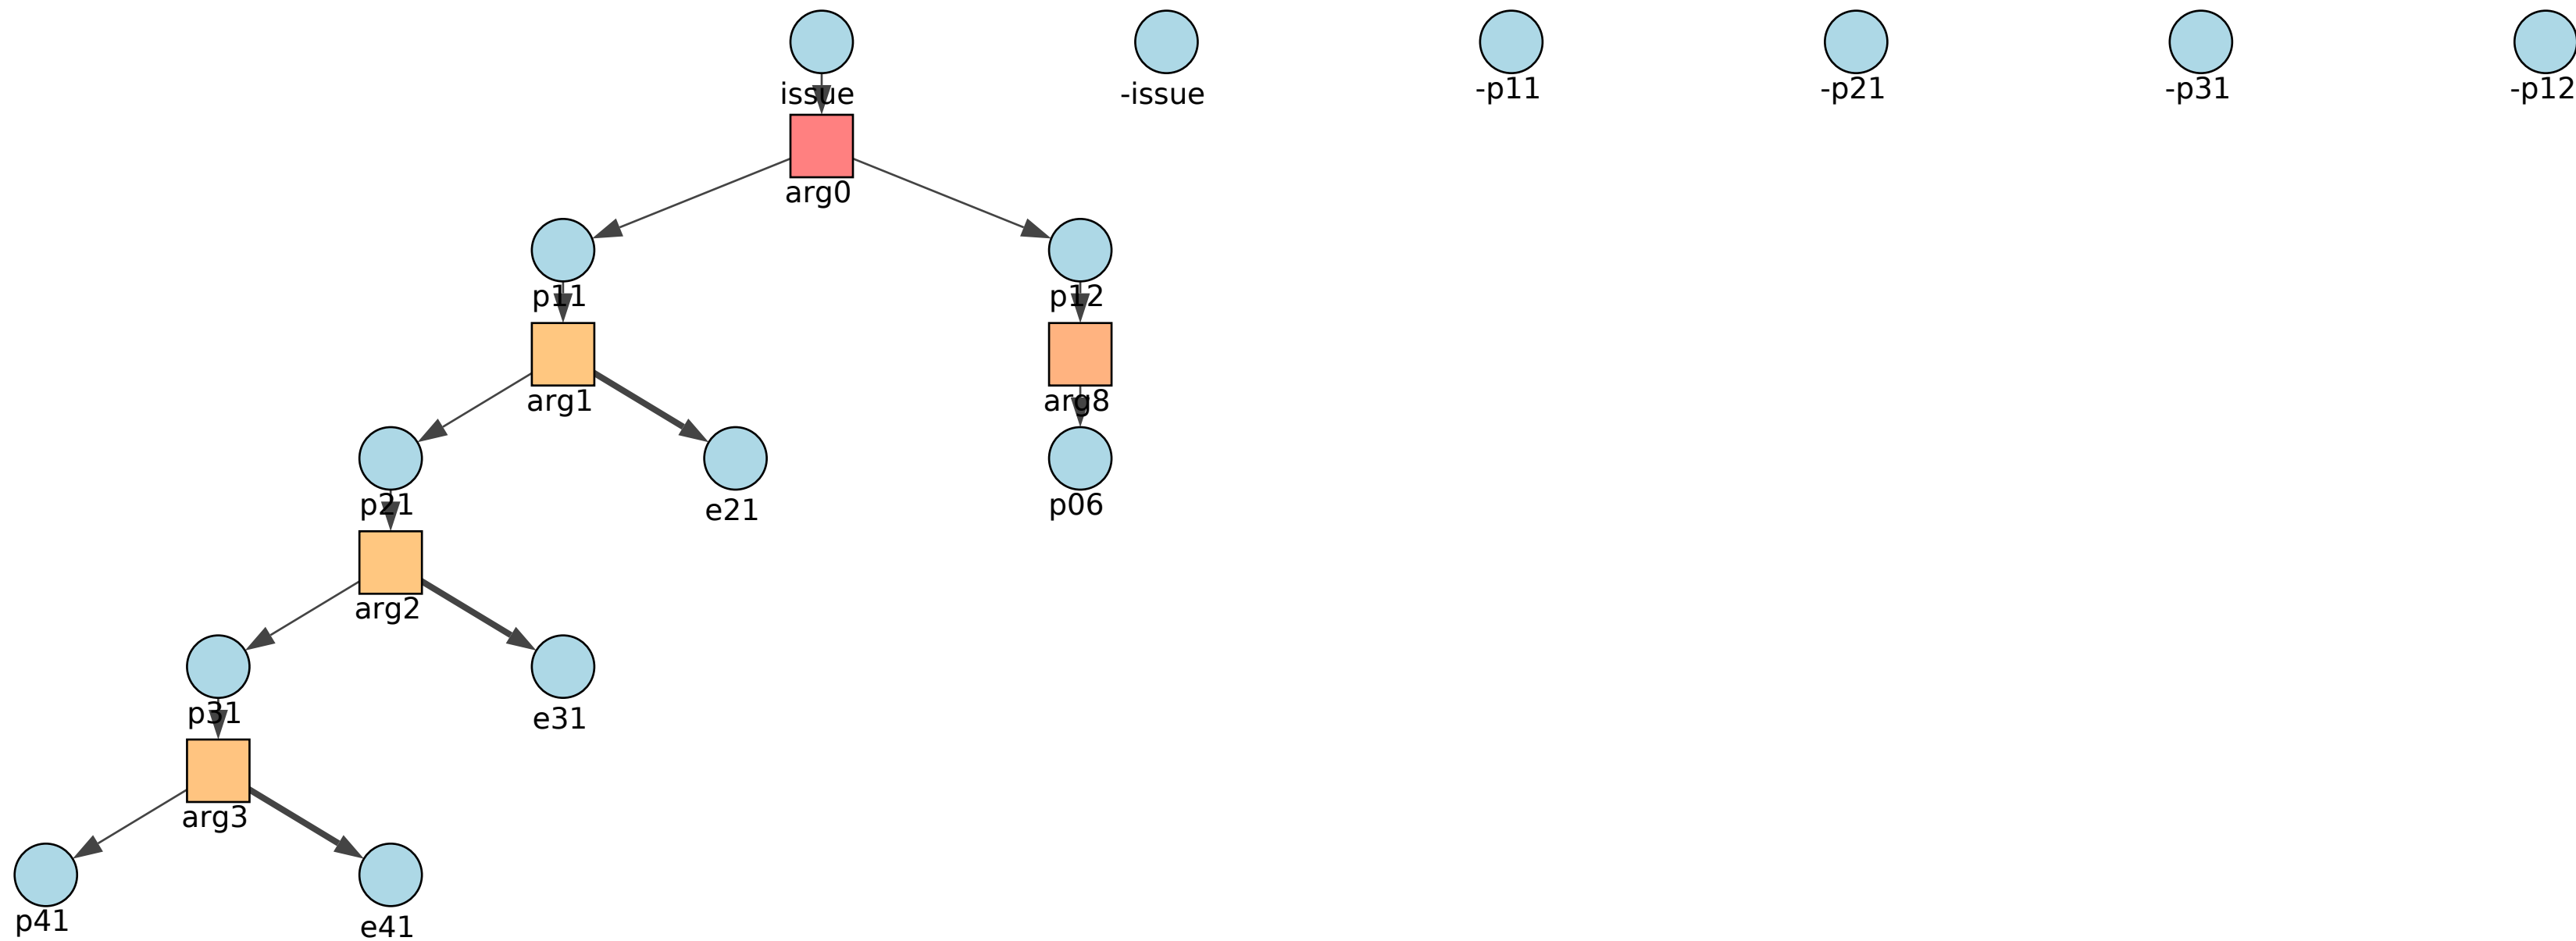 issue
-issue
-p11
-p21
-p31
-p12
arg0
p11
p12
arg1
arg8
p21
e21
p06
arg2
p31
e31
arg3
p41
e41